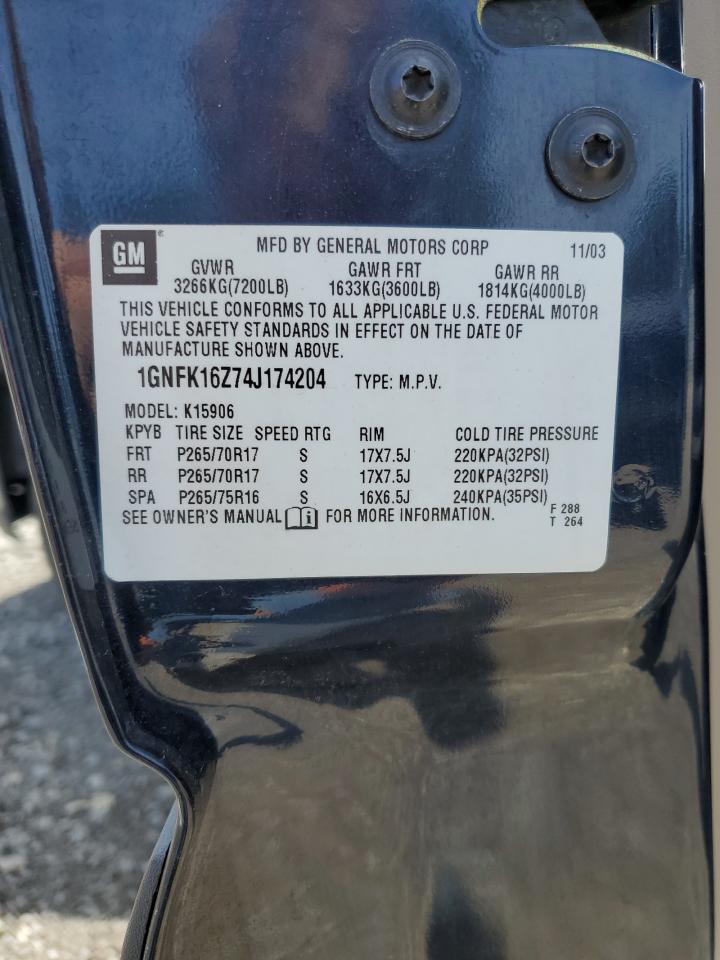 GM ® MFD BY GENERAL MOTORS CORP 11/03
GVWR GAWR FRT GAWR RR
3266KG(7200LB) 1633KG(3600LB) 1814KG(4000LB)
THIS VEHICLE CONFORMS TO ALL APPLICABLE U.S. FEDERAL MOTOR
VEHICLE SAFETY STANDARDS IN EFFECT ON THE DATE OF
MANUFACTURE SHOWN ABOVE.
1GNFK16Z74J174204 TYPE: M.P.V.
MODEL: K15906
KPYB TIRE SIZE SPEED RTG RIM COLD TIRE PRESSURE
FRT P265/70R17 S 17X7.5J 220KPA(32PSI)
RR P265/70R17 S 17X7.5J 220KPA(32PSI)
SPA P265/75R16 S 16X6.5J 240KPA(35PSI)
SEE OWNER'S MANUAL i FOR MORE INFORMATION. F 288
T 264